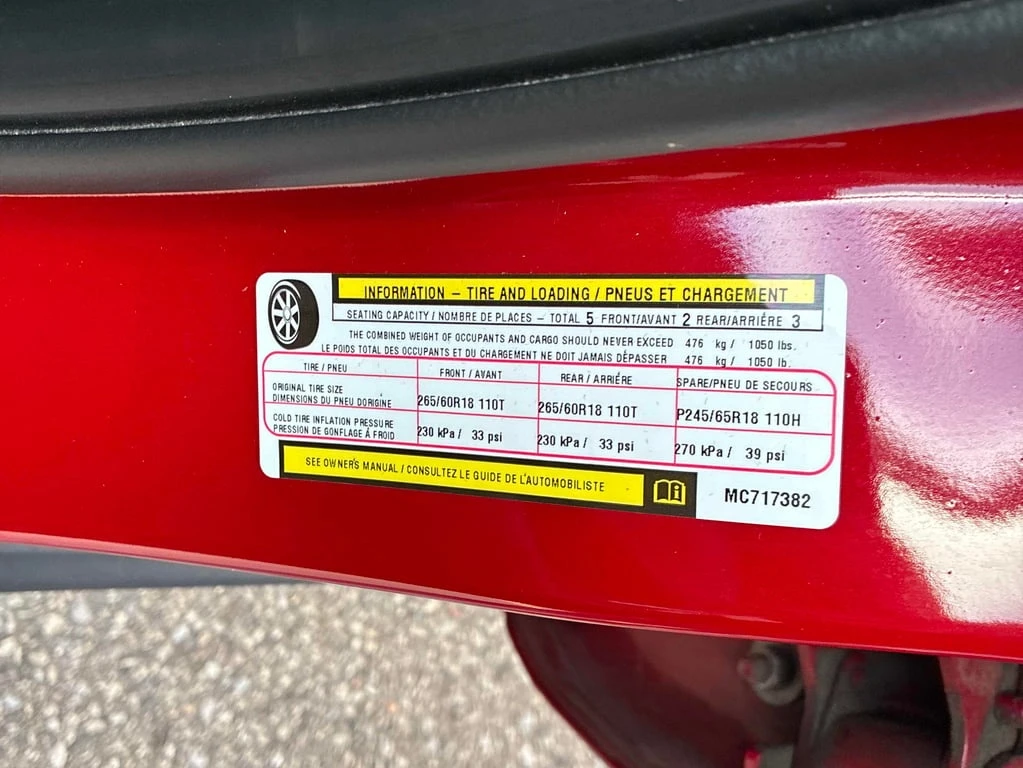 INFORMATION – TIRE AND LOADING / PNEUS ET CHARGEMENT
SEATING CAPACITY / NOMBRE DE PLACES – TOTAL 5 FRONT/AVANT 2 REAR/ARRIÉRE 3
THE COMBINED WEIGHT OF OCCUPANTS AND CARGO SHOULD NEVER EXCEED 476 kg / 1050 lbs.
LE POIDS TOTAL DES OCCUPANTS ET DU CHARGEMENT NE DOIT JAMAIS DÉPASSER 476 kg / 1050 lb.
TIRE / PNEU FRONT / AVANT REAR / ARRIÉRE SPARE/PNEU DE SECOURS
ORIGINAL TIRE SIZE
DIMENSIONS DU PNEU DORIGINE 265/60R18 110T 265/60R18 110T P245/65R18 110H
COLD TIRE INFLATION PRESSURE
PRESSION DE GONFLAGE Á FROID 230 kPa / 33 psi 230 kPa / 33 psi 270 kPa / 39 psi
SEE OWNER'S MANUAL / CONSULTEZ LE GUIDE DE L'AUTOMOBILISTE
MC717382